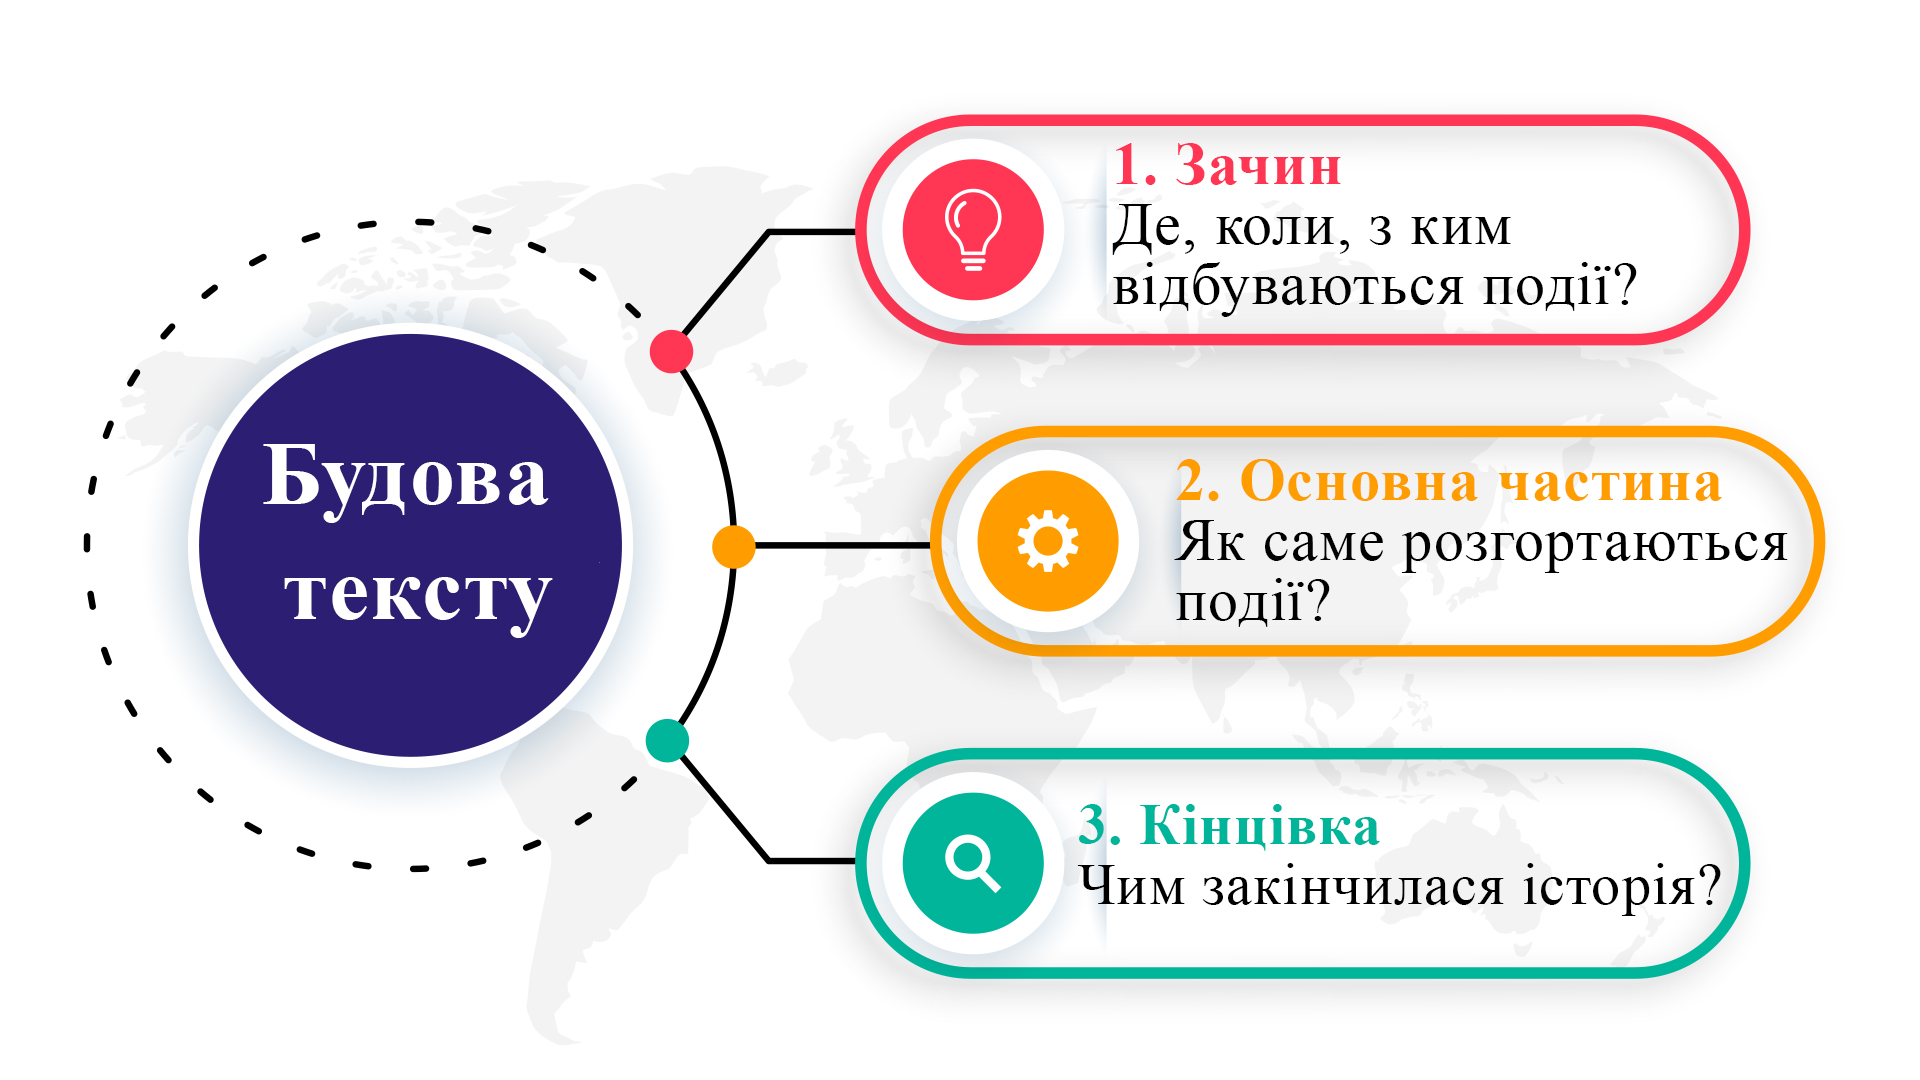 Будова
тексту
1. Зачин
Де, коли, з ким
відбуваються події?
2. Основна частина
Як саме розгортаються
події?
3. Кінцівка
Чим закінчилася історія?